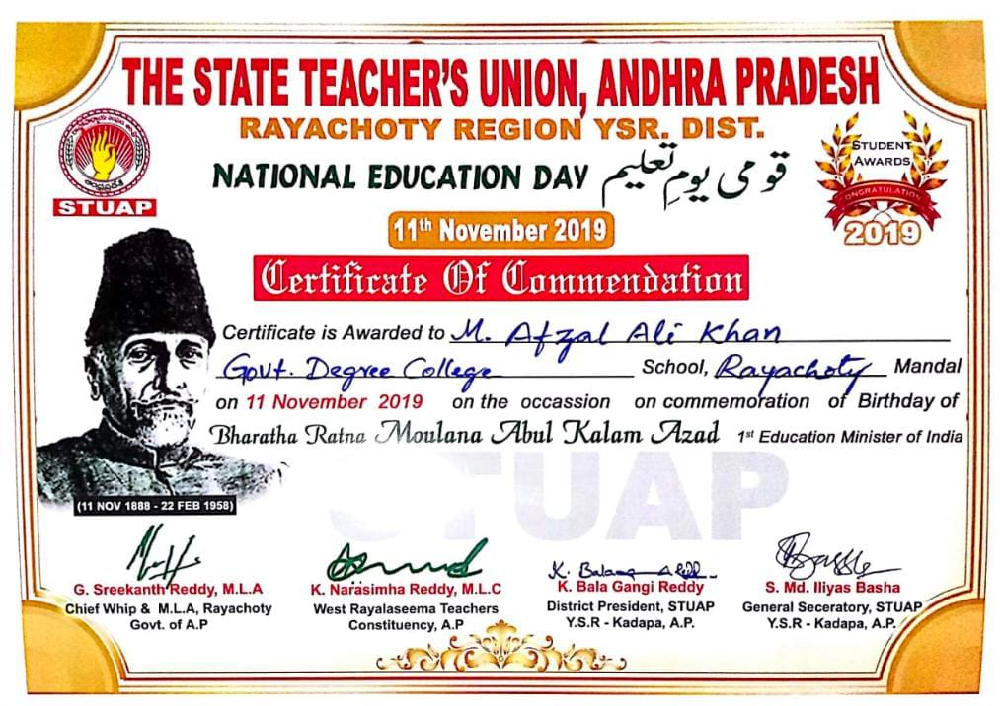 THE STATE TEACHER'S UNION, ANDHRA PRADESH
RAYACHOTY REGION YSR. DIST.
NATIONAL EDUCATION DAY قومی یومِ تعلیم
STUAP
STUDENT
AWARDS
CONGRATULATION
2019
11th November 2019
Certificate Of Commendation
Certificate is Awarded to M. Afzal Ali Khan
Govt. Degree College School, Rayachoty Mandal
on 11 November 2019 on the occassion on commemoration of Birthday of
Bharatha Ratna Moulana Abul Kalam Azad 1st Education Minister of India
STUAP
(11 NOV 1888 - 22 FEB 1958)
G. Sreekanth Reddy, M.L.A
Chief Whip & M.L.A, Rayachoty
Govt. of A.P
K. Narasimha Reddy, M.L.C
West Rayalaseema Teachers
Constituency, A.P
K. Bala Gangi Reddy
District President, STUAP
Y.S.R - Kadapa, A.P.
S. Md. Iliyas Basha
General Seceratory, STUAP
Y.S.R - Kadapa, A.P.